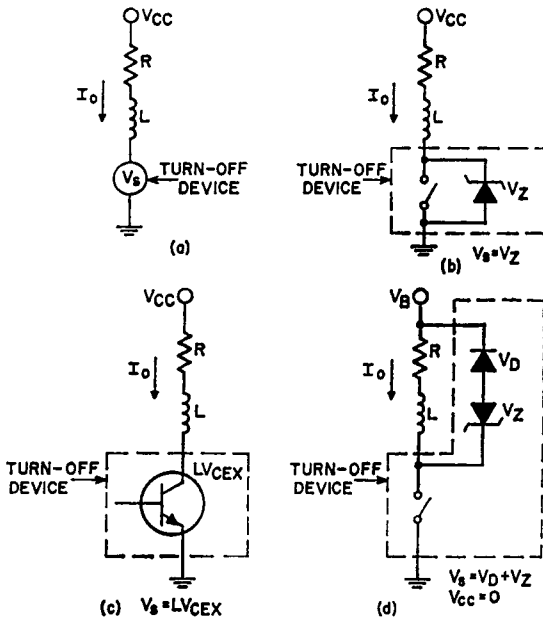 VCC
R
I₀
L
Vs
TURN-OFF
DEVICE
(a)
VCC
R
I₀
L
VZ
(b)
Vs=VZ
VCC
R
I₀
L
TURN-OFF
DEVICE
LVCEX
(c)
Vs=LVCEX
VB
R
I₀
L
VD
VZ
TURN-OFF
DEVICE
Vs=VD+VZ
VCC=0
(d)
TURN-OFF
DEVICE